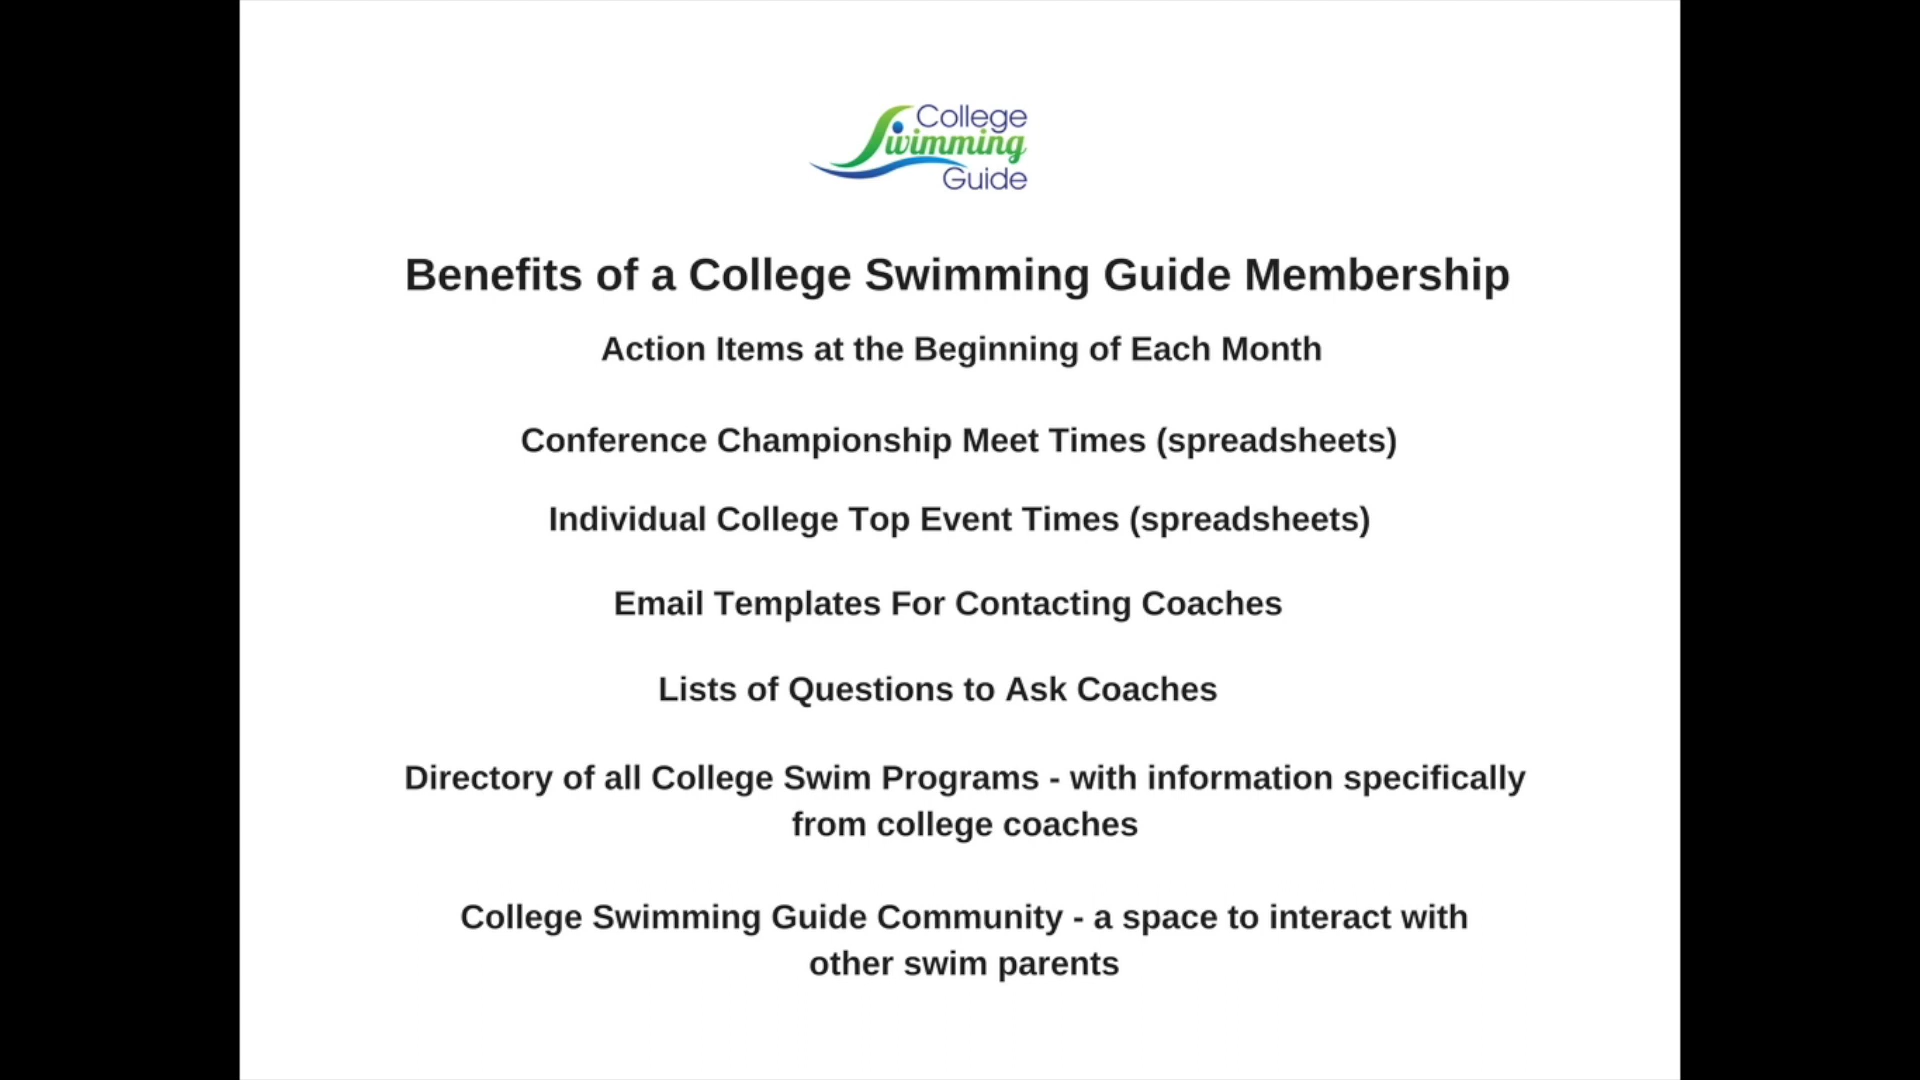 College
Swimming
Guide
Benefits of a College Swimming Guide Membership
Action Items at the Beginning of Each Month
Conference Championship Meet Times (spreadsheets)
Individual College Top Event Times (spreadsheets)
Email Templates For Contacting Coaches
Lists of Questions to Ask Coaches
Directory of all College Swim Programs - with information specifically
from college coaches
College Swimming Guide Community - a space to interact with
other swim parents